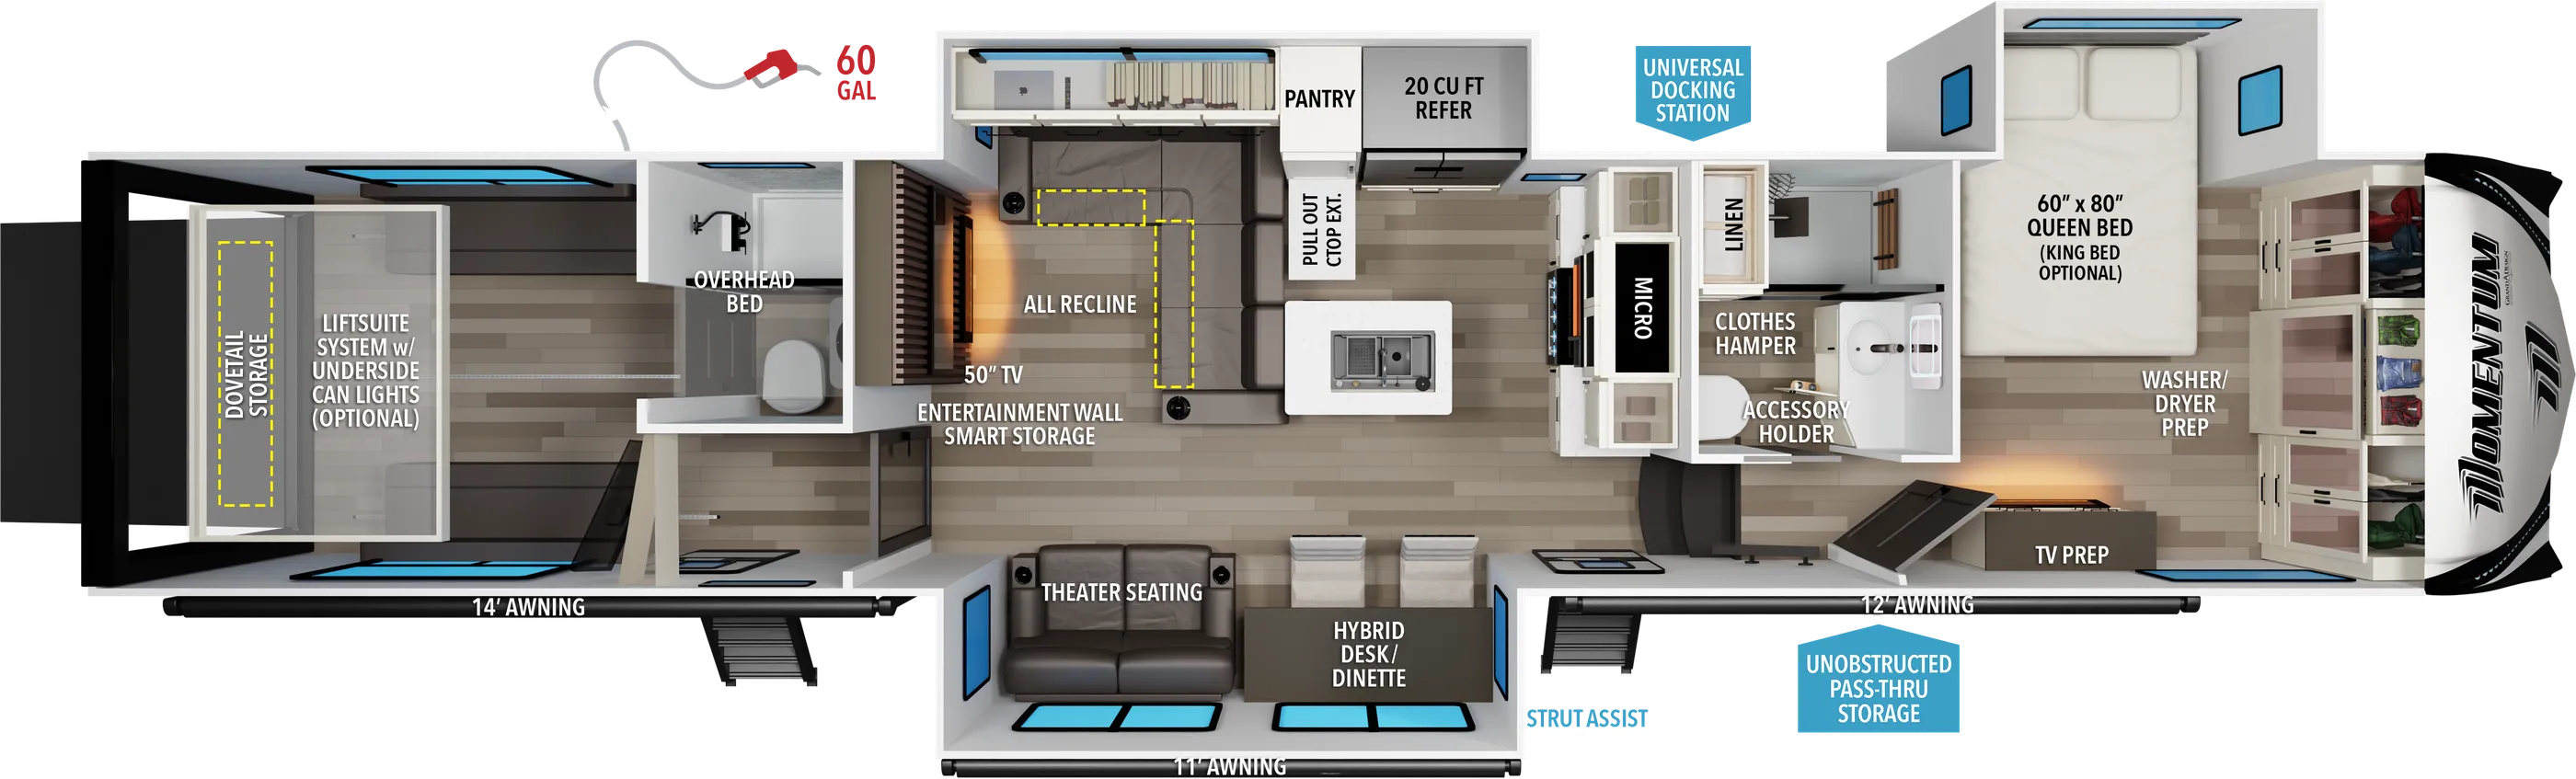 60
GAL
UNIVERSAL
DOCKING
STATION
PANTRY
20 CU FT
REFER
PULL OUT
CTOP EXT.
LINEN
60” x 80”
QUEEN BED
(KING BED
OPTIONAL)
OVERHEAD
BED
ALL RECLINE
MICRO
DOVETAIL
STORAGE
LIFTSUITE
SYSTEM w/
UNDERSIDE
CAN LIGHTS
(OPTIONAL)
CLOTHES
HAMPER
50” TV
ENTERTAINMENT WALL
SMART STORAGE
ACCESSORY
HOLDER
WASHER/
DRYER
PREP
MOMENTUM
GRAND DESIGN
M
TV PREP
THEATER SEATING
14’ AWNING
12’ AWNING
HYBRID
DESK/
DINETTE
UNOBSTRUCTED
PASS-THRU
STORAGE
STRUT ASSIST
11’ AWNING